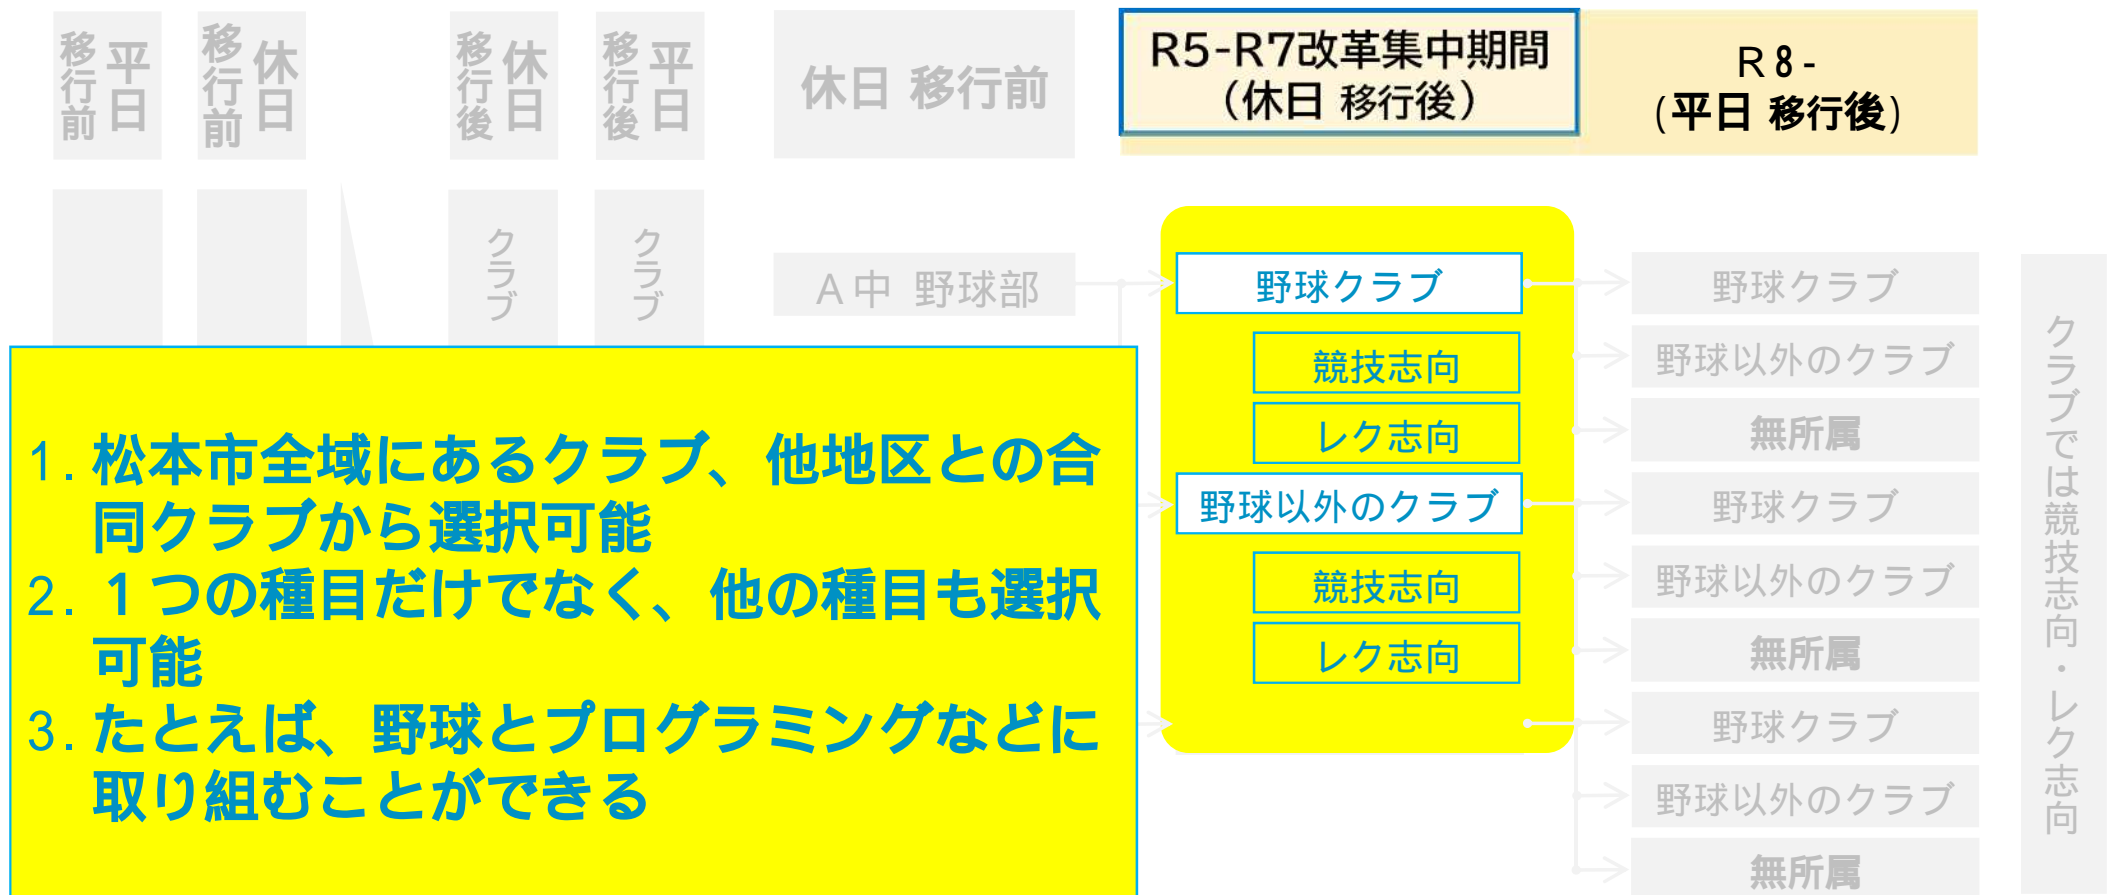 平日
移行前
休日
移行前
休日
移行後
平日
移行後
休日 移行前
R5-R7改革集中期間
（休日 移行後）
R8-
(平日 移行後)
クラブ
クラブ
A中 野球部
野球クラブ
競技志向
レク志向
野球以外のクラブ
競技志向
レク志向
野球クラブ
野球以外のクラブ
無所属
野球クラブ
野球以外のクラブ
無所属
野球クラブ
野球以外のクラブ
無所属
クラブでは競技志向・レク志向
1. 松本市全域にあるクラブ、他地区との合
同クラブから選択可能
2. １つの種目だけでなく、他の種目も選択
可能
3. たとえば、野球とプログラミングなどに
取り組むことができる